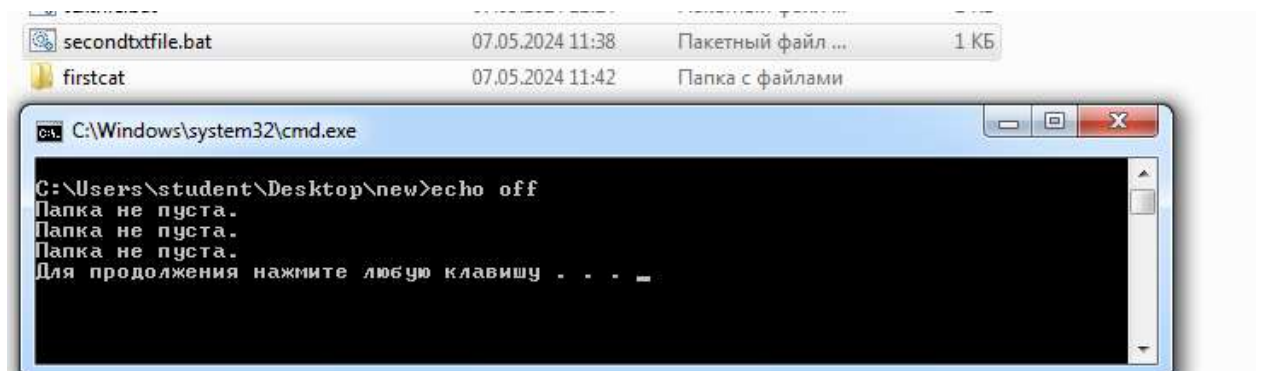 secondtxtfile.bat 07.05.2024 11:38 Пакетный файл ... 1 КБ
firstcat 07.05.2024 11:42 Папка с файлами
C:\Windows\system32\cmd.exe
C:\Users\student\Desktop\new>echo off
Папка не пуста.
Папка не пуста.
Папка не пуста.
Для продолжения нажмите любую клавишу . . . _